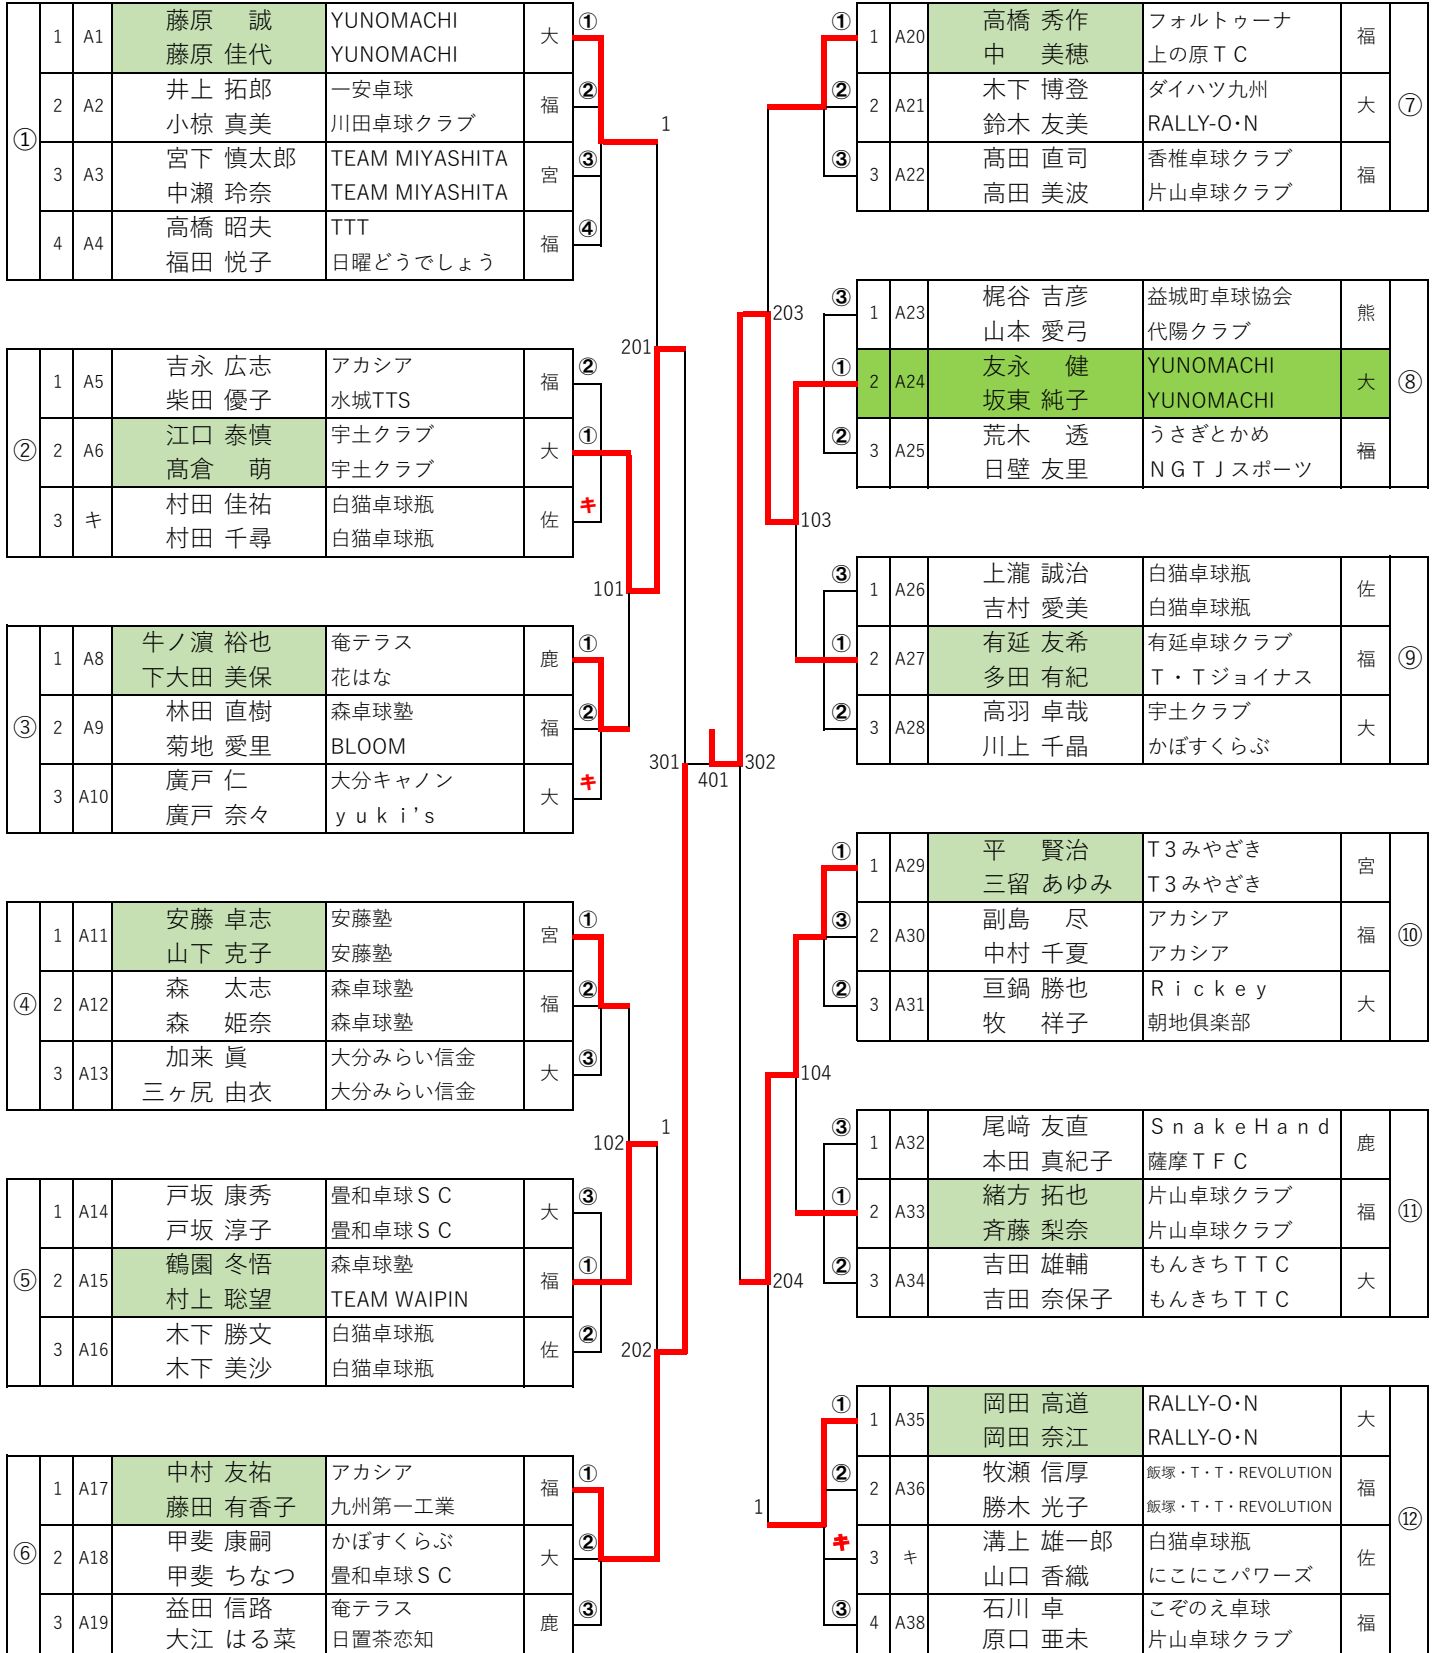 ①
1 A1 藤原　誠 YUNOMACHI 大 ①
藤原 佳代 YUNOMACHI
2 A2 井上 拓郎 一安卓球 福 ②
小椋 真美 川田卓球クラブ
3 A3 宮下 慎太郎 TEAM MIYASHITA 宮 ③
中瀬 玲奈 TEAM MIYASHITA
4 A4 高橋 昭夫 TTT 福 ④
福田 悦子 日曜どうでしょう
②
1 A5 吉永 広志 アカシア 福 ②
柴田 優子 水城TTS
2 A6 江口 泰慎 宇土クラブ 大 ①
髙倉　萌 宇土クラブ
3 キ 村田 佳祐 白猫卓球瓶 佐 キ
村田 千尋 白猫卓球瓶
③
1 A8 牛ノ濵 裕也 奄テラス 鹿 ①
下大田 美保 花はな
2 A9 林田 直樹 森卓球塾 福 ②
菊地 愛里 BLOOM
3 A10 廣戸 仁 大分キャノン 大 キ
廣戸 奈々 ｙｕｋｉ’s
④
1 A11 安藤 卓志 安藤塾 宮 ①
山下 克子 安藤塾
2 A12 森　太志 森卓球塾 福 ②
森　姫奈 森卓球塾
3 A13 加来 眞 大分みらい信金 大 ③
三ヶ尻 由衣 大分みらい信金
⑤
1 A14 戸坂 康秀 畳和卓球ＳＣ 大 ③
戸坂 淳子 畳和卓球ＳＣ
2 A15 鶴園 冬悟 森卓球塾 福 ①
村上 聡望 TEAM WAIPIN
3 A16 木下 勝文 白猫卓球瓶 佐 ②
木下 美沙 白猫卓球瓶
⑥
1 A17 中村 友祐 アカシア 福 ①
藤田 有香子 九州第一工業
2 A18 甲斐 康嗣 かぼすくらぶ 大 ②
甲斐 ちなつ 畳和卓球ＳＣ
3 A19 益田 信路 奄テラス 鹿 ③
大江 はる菜 日置茶恋知
1
201
101
301
401
302
102
1
202
203
103
104
204
1
① 1 A20 高橋 秀作 フォルトゥーナ 福
中　美穂 上の原ＴＣ
② 2 A21 木下 博登 ダイハツ九州 大
鈴木 友美 RALLY-O･N
③ 3 A22 髙田 直司 香椎卓球クラブ 福
高田 美波 片山卓球クラブ
⑦
③ 1 A23 梶谷 吉彦 益城町卓球協会 熊
山本 愛弓 代陽クラブ
① 2 A24 友永　健 YUNOMACHI 大
坂東 純子 YUNOMACHI
② 3 A25 荒木　透 うさぎとかめ 福
日壁 友里 ＮＧＴＪスポーツ
⑧
③ 1 A26 上瀧 誠治 白猫卓球瓶 佐
吉村 愛美 白猫卓球瓶
① 2 A27 有延 友希 有延卓球クラブ 福
多田 有紀 Ｔ・Ｔジョイナス
② 3 A28 高羽 卓哉 宇土クラブ 大
川上 千晶 かぼすくらぶ
⑨
① 1 A29 平　賢治 T３みやざき 宮
三留 あゆみ T３みやざき
③ 2 A30 副島　尽 アカシア 福
中村 千夏 アカシア
② 3 A31 亘鍋 勝也 Ｒｉｃｋｅｙ 大
牧　祥子 朝地倶楽部
⑩
③ 1 A32 尾﨑 友直 ＳｎａｋｅＨａｎｄ 鹿
本田 真紀子 薩摩ＴＦＣ
① 2 A33 緒方 拓也 片山卓球クラブ 福
斉藤 梨奈 片山卓球クラブ
② 3 A34 吉田 雄輔 もんきちＴＴＣ 大
吉田 奈保子 もんきちＴＴＣ
⑪
① 1 A35 岡田 高道 RALLY-O･N 大
岡田 奈江 RALLY-O･N
② 2 A36 牧瀬 信厚 飯塚・T・T・REVOLUTION 福
勝木 光子 飯塚・T・T・REVOLUTION
キ 3 キ 溝上 雄一郎 白猫卓球瓶 佐
山口 香織 にこにこパワーズ
③ 4 A38 石川 卓 こぞのえ卓球 福
原口 亜未 片山卓球クラブ
⑫